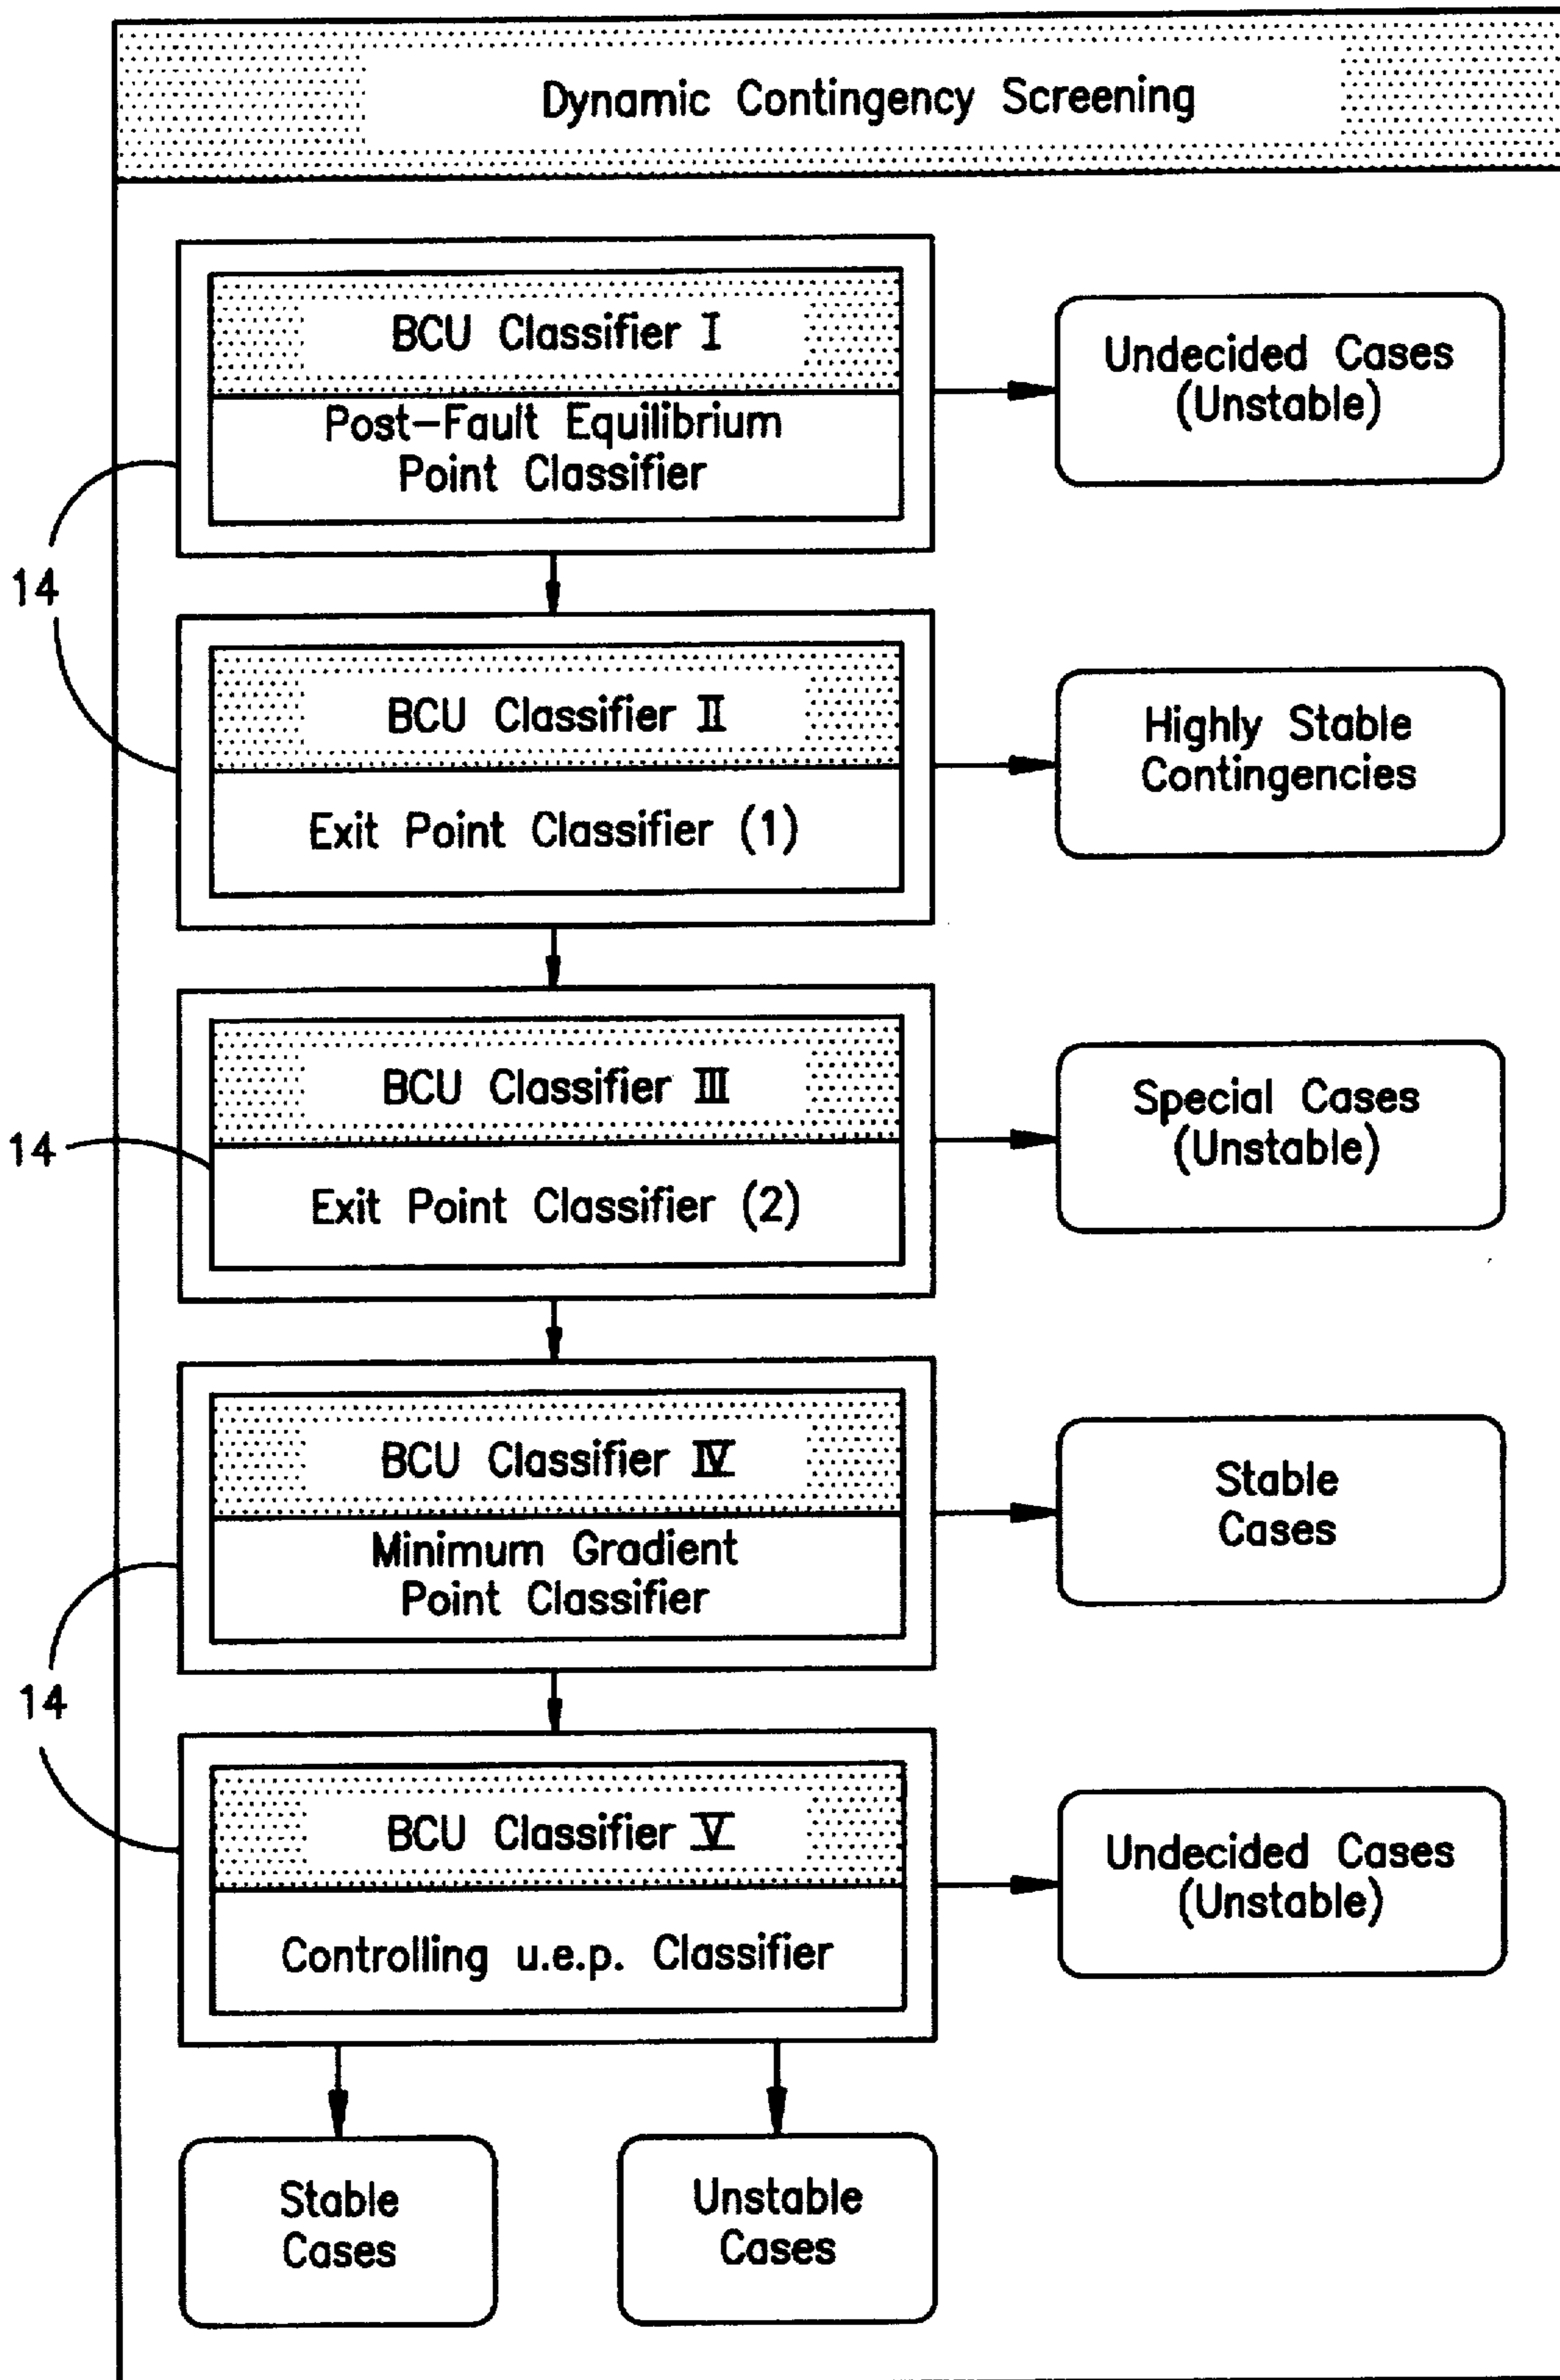 Dynamic Contingency Screening
BCU Classifier I
Post-Fault Equilibrium
Point Classifier
Undecided Cases
(Unstable)
14
BCU Classifier II
Exit Point Classifier (1)
Highly Stable
Contingencies
BCU Classifier III
Exit Point Classifier (2)
Special Cases
(Unstable)
14
BCU Classifier IV
Minimum Gradient
Point Classifier
Stable
Cases
14
BCU Classifier V
Controlling u.e.p. Classifier
Undecided Cases
(Unstable)
Stable
Cases
Unstable
Cases